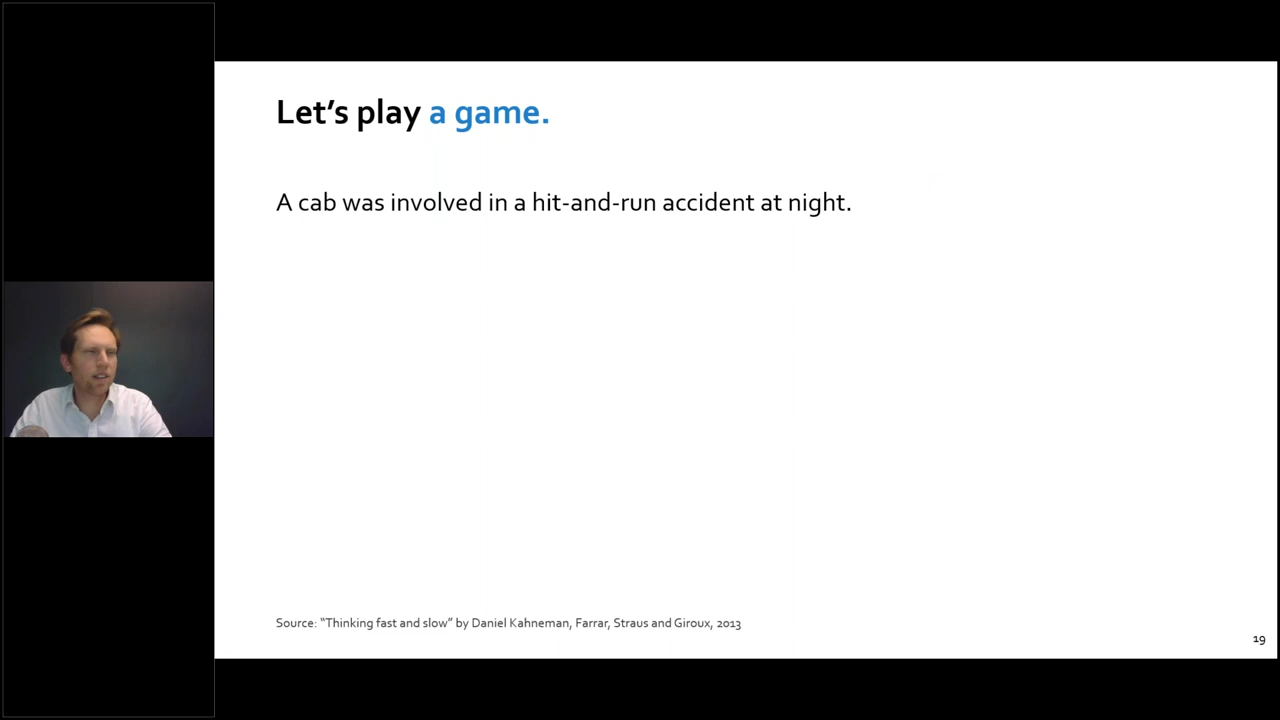 Let's play a game.
A cab was involved in a hit-and-run accident at night.
Source: “Thinking fast and slow” by Daniel Kahneman, Farrar, Straus and Giroux, 2013
19